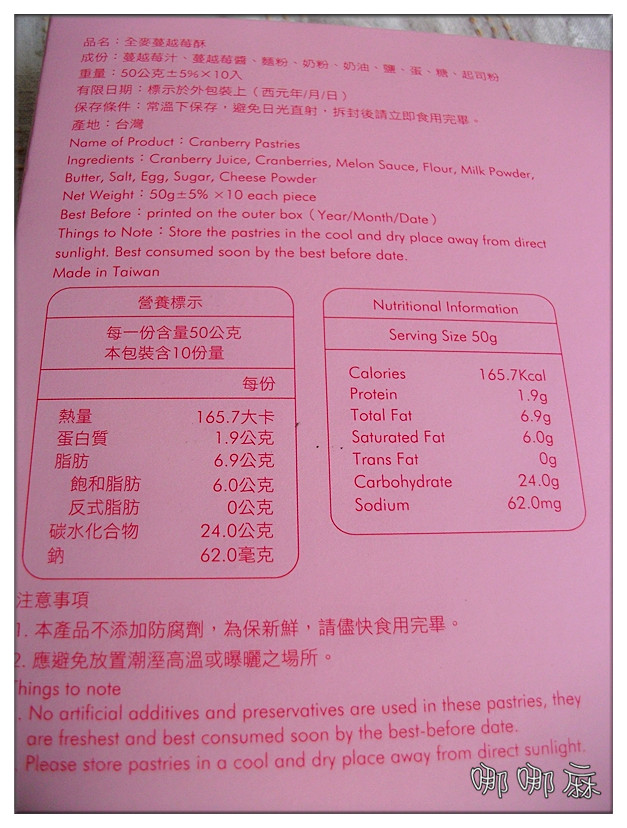 品名：全麥蔓越莓酥
成份：蔓越莓汁、蔓越莓醬、麵粉、奶粉、奶油、鹽、蛋、糖、起司粉
重量：50公克±5%×10入
有限日期：標示於外包裝上（西元年/月/日）
保存條件：常溫下保存，避免日光直射，拆封後請立即食用完畢。
產地：台灣
Name of Product：Cranberry Pastries
Ingredients：Cranberry Juice, Cranberries, Melon Sauce, Flour, Milk Powder,
Butter, Salt, Egg, Sugar, Cheese Powder
Net Weight：50g±5% ×10 each piece
Best Before：printed on the outer box（Year/Month/Date）
Things to Note：Store the pastries in the cool and dry place away from direct
sunlight. Best consumed soon by the best before date.
Made in Taiwan
營養標示
每一份含量50公克
本包裝含10份量
每份
熱量 165.7大卡
蛋白質 1.9公克
脂肪 6.9公克
飽和脂肪 6.0公克
反式脂肪 0公克
碳水化合物 24.0公克
鈉 62.0毫克
Nutritional Information
Serving Size 50g
Calories 165.7Kcal
Protein 1.9g
Total Fat 6.9g
Saturated Fat 6.0g
Trans Fat 0g
Carbohydrate 24.0g
Sodium 62.0mg
注意事項
1. 本產品不添加防腐劑，為保新鮮，請儘快食用完畢。
2. 應避免放置潮溼高溫或曝曬之場所。
Things to note
. No artificial additives and preservatives are used in these pastries, they
are freshest and best consumed soon by the best-before date.
Please store pastries in a cool and dry place away from direct sunlight.
哪哪麻